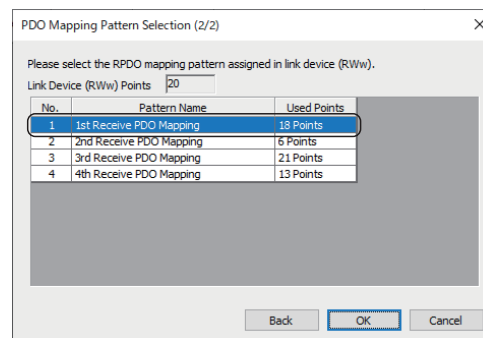 PDO Mapping Pattern Selection (2/2)
Please select the RPDO mapping pattern assigned in link device (RWw).
Link Device (RWw) Points 20
No. Pattern Name Used Points
1 1st Receive PDO Mapping 18 Points
2 2nd Receive PDO Mapping 6 Points
3 3rd Receive PDO Mapping 21 Points
4 4th Receive PDO Mapping 13 Points
Back OK Cancel